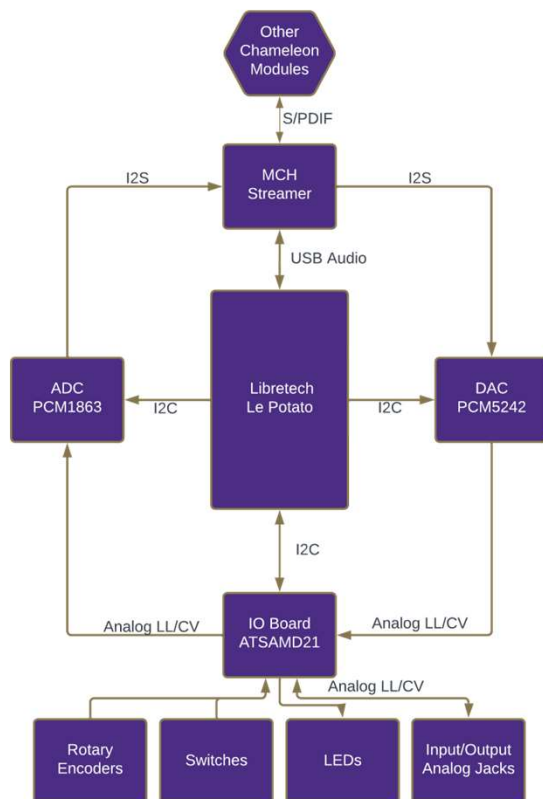 Other
Chameleon
Modules
S/PDIF
MCH
Streamer
I2S
I2S
USB Audio
ADC
PCM1863
I2C
Libretech
Le Potato
I2C
DAC
PCM5242
I2C
Analog LL/CV
IO Board
ATSAMD21
Analog LL/CV
Analog LL/CV
Rotary
Encoders
Switches
LEDs
Input/Output
Analog Jacks